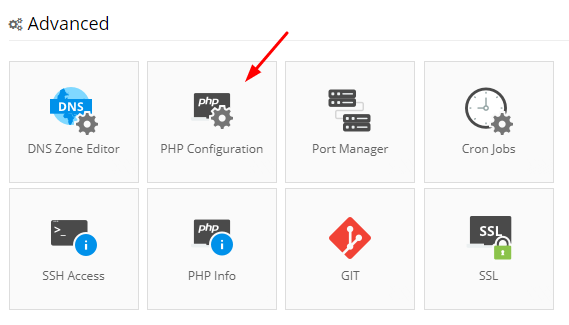 Advanced
DNS
php
DNS Zone Editor
PHP Configuration
Port Manager
Cron Jobs
>_
i
php
i
SSL
SSH Access
PHP Info
GIT
SSL